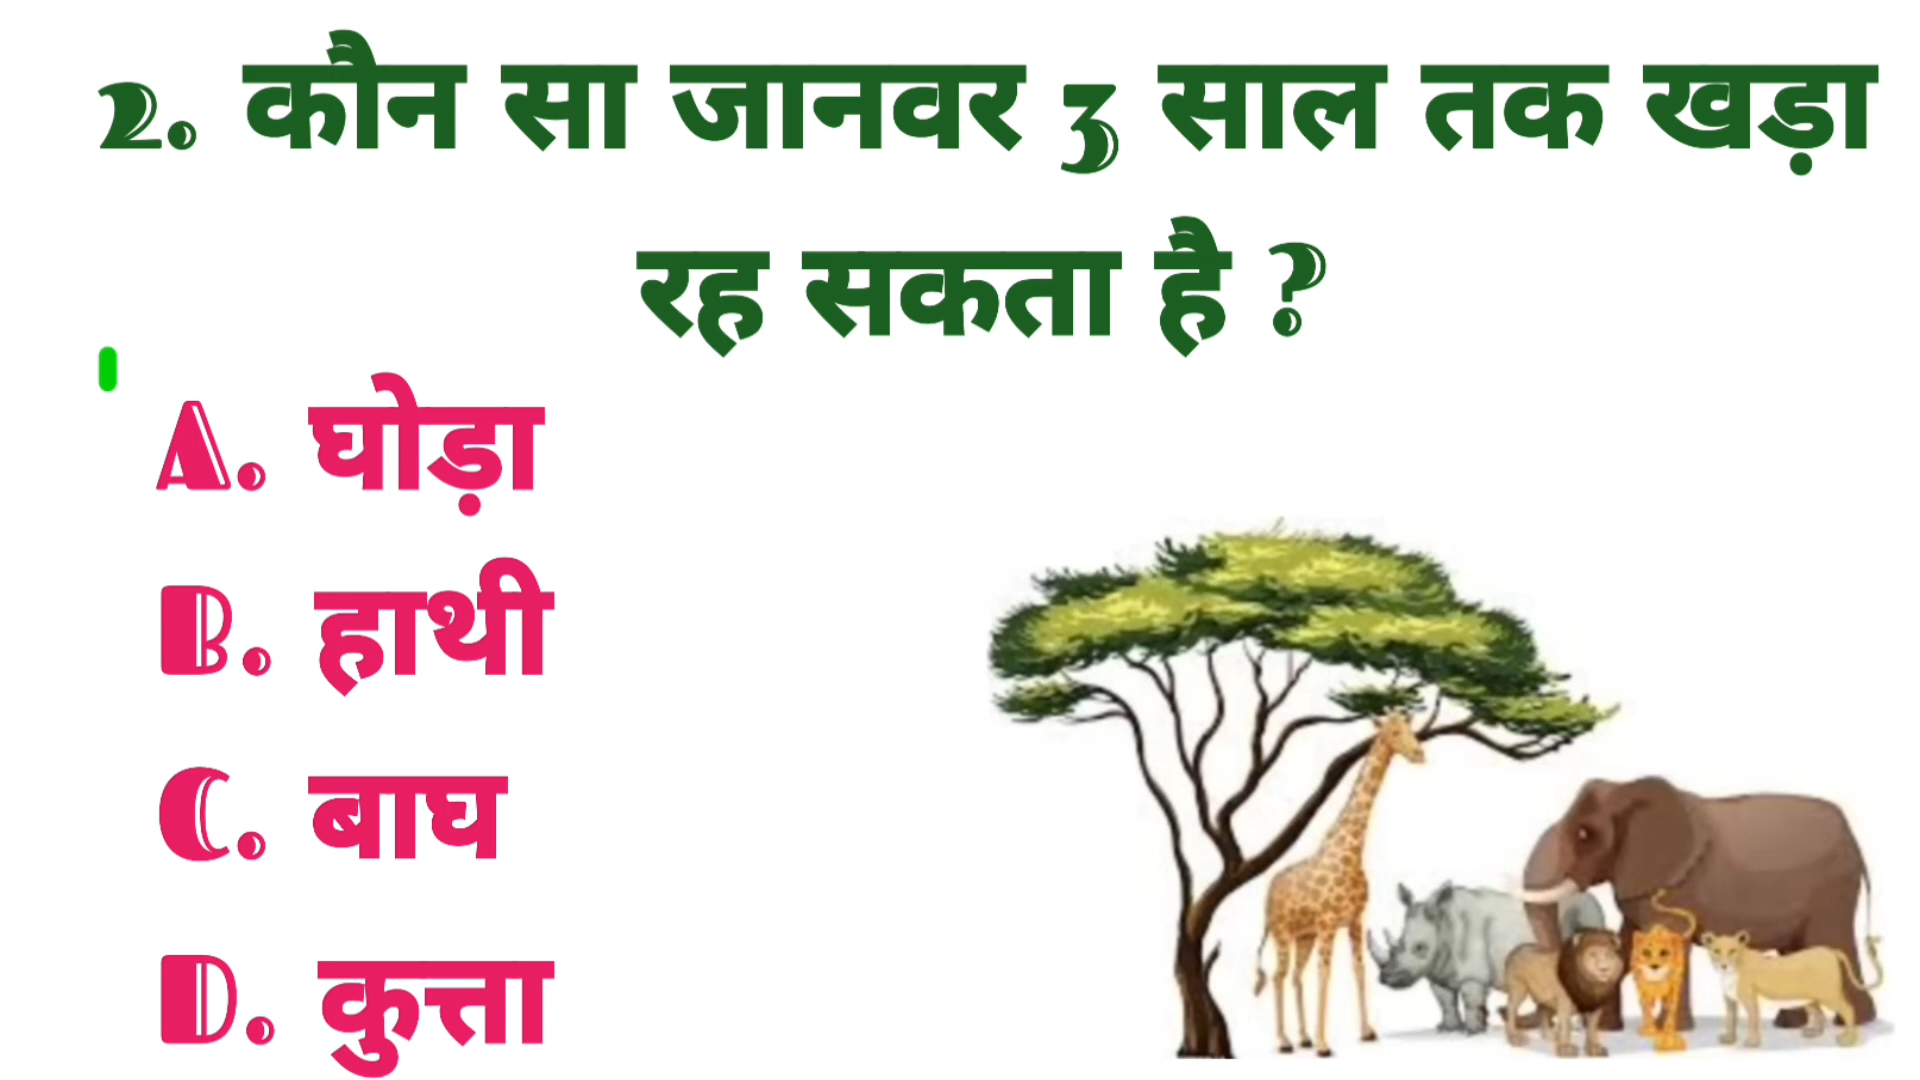 2. कौन सा जानवर 3 साल तक खड़ा
रह सकता है ?
A. घोड़ा
B. हाथी
C. बाघ
D. कुत्ता